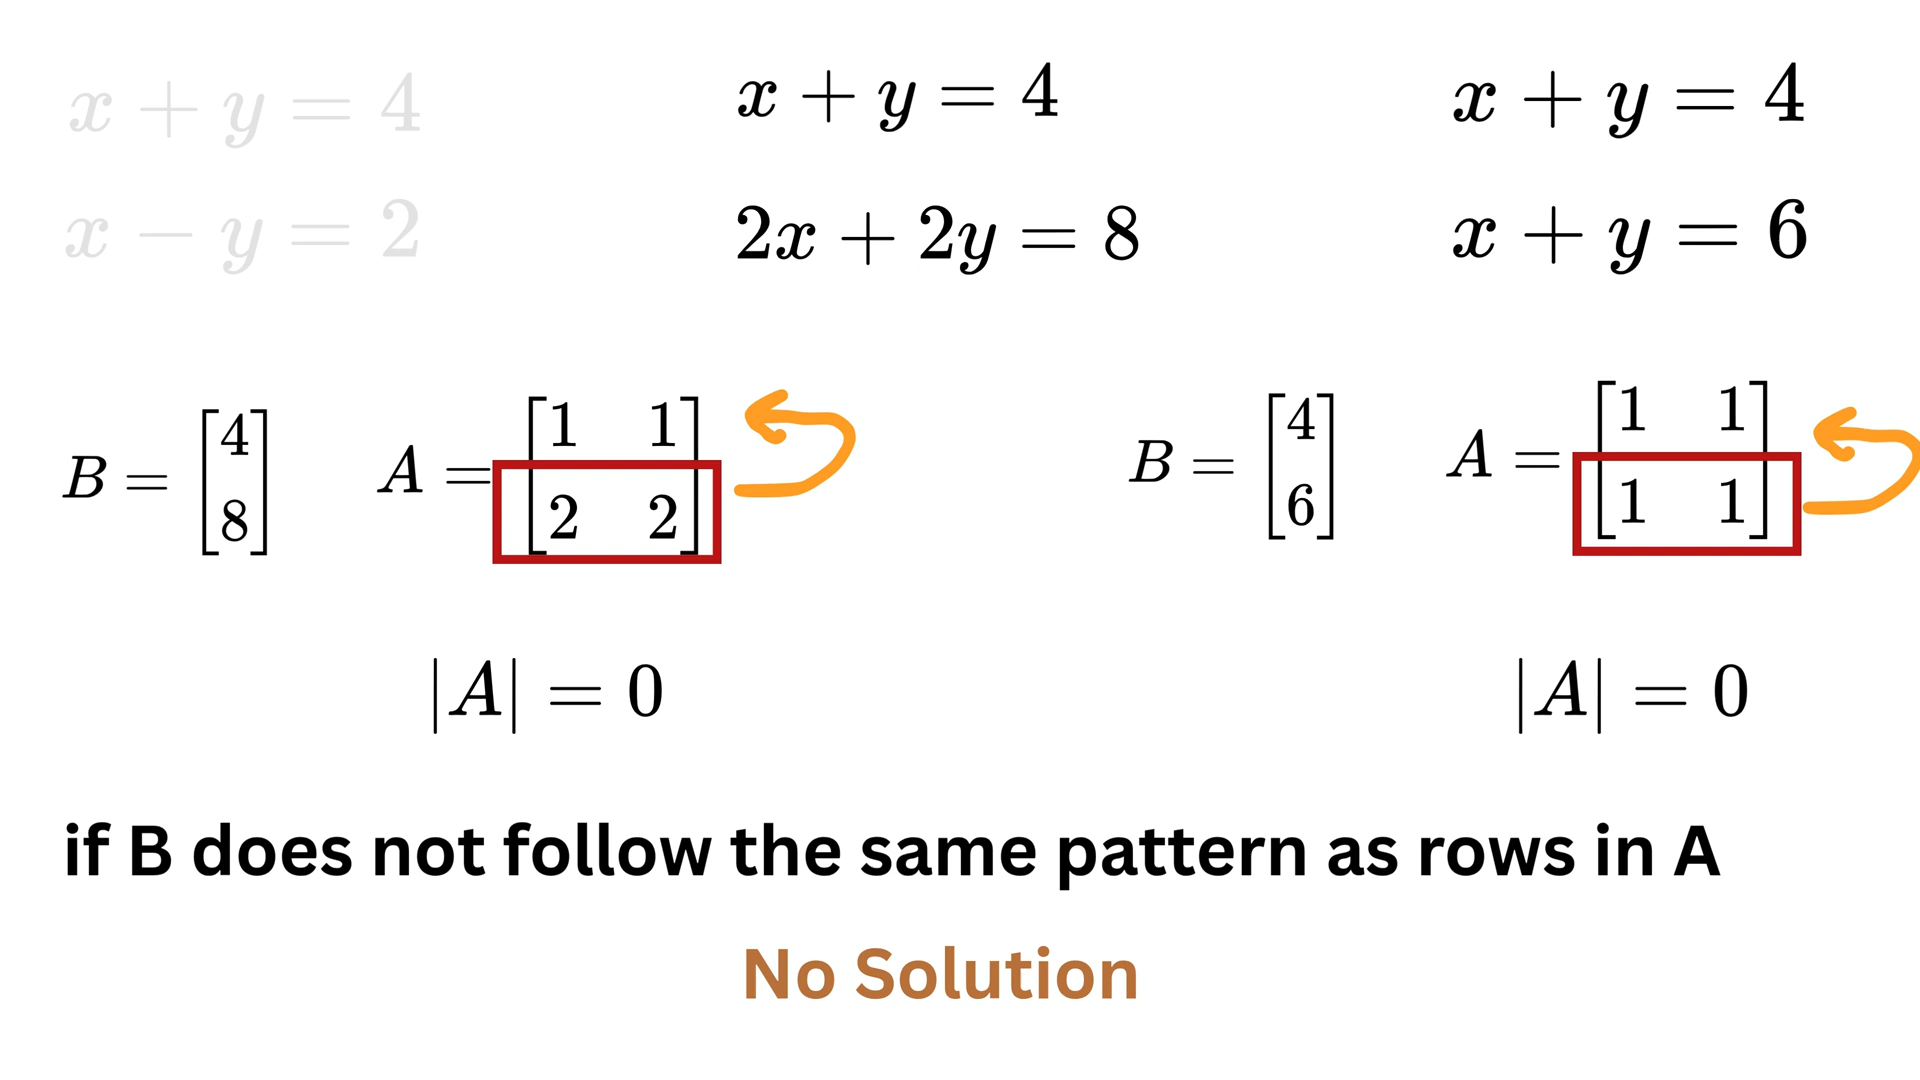 x + y = 4
x − y = 2
x + y = 4
2x + 2y = 8
x + y = 4
x + y = 6
B = [4 8]
A = [1 1
2 2]
B = [4 6]
A = [1 1
1 1]
|A| = 0
|A| = 0
if B does not follow the same pattern as rows in A
No Solution